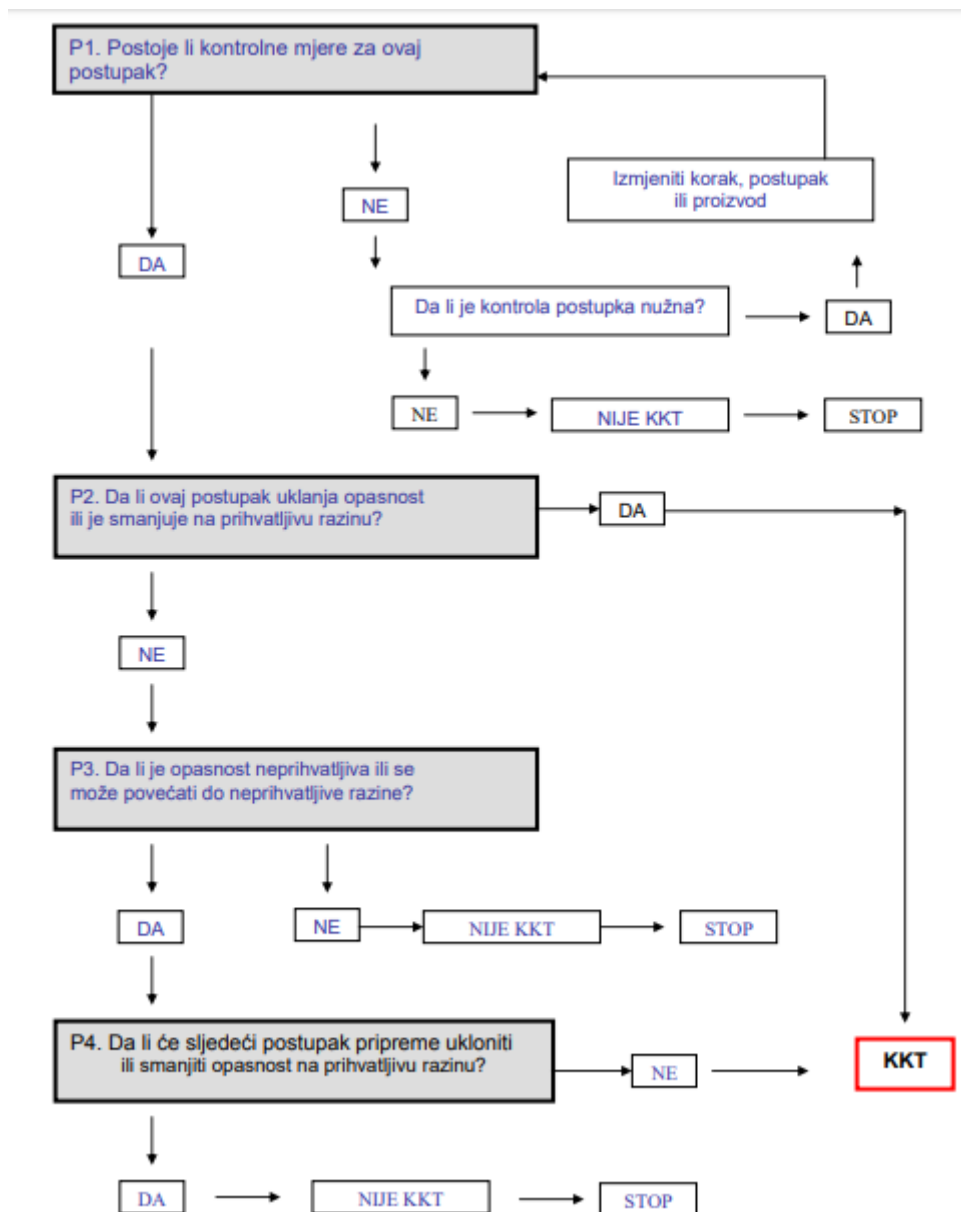 P1. Postoje li kontrolne mjere za ovaj
postupak?
Izmjeniti korak, postupak
ili proizvod
NE
DA
Da li je kontrola postupka nužna?
DA
NE
NIJE KKT
STOP
P2. Da li ovaj postupak uklanja opasnost
ili je smanjuje na prihvatljivu razinu?
DA
NE
P3. Da li je opasnost neprihvatljiva ili se
može povećati do neprihvatljive razine?
DA
NE
NIJE KKT
STOP
P4. Da li će sljedeći postupak pripreme ukloniti
ili smanjiti opasnost na prihvatljivu razinu?
NE
KKT
DA
NIJE KKT
STOP